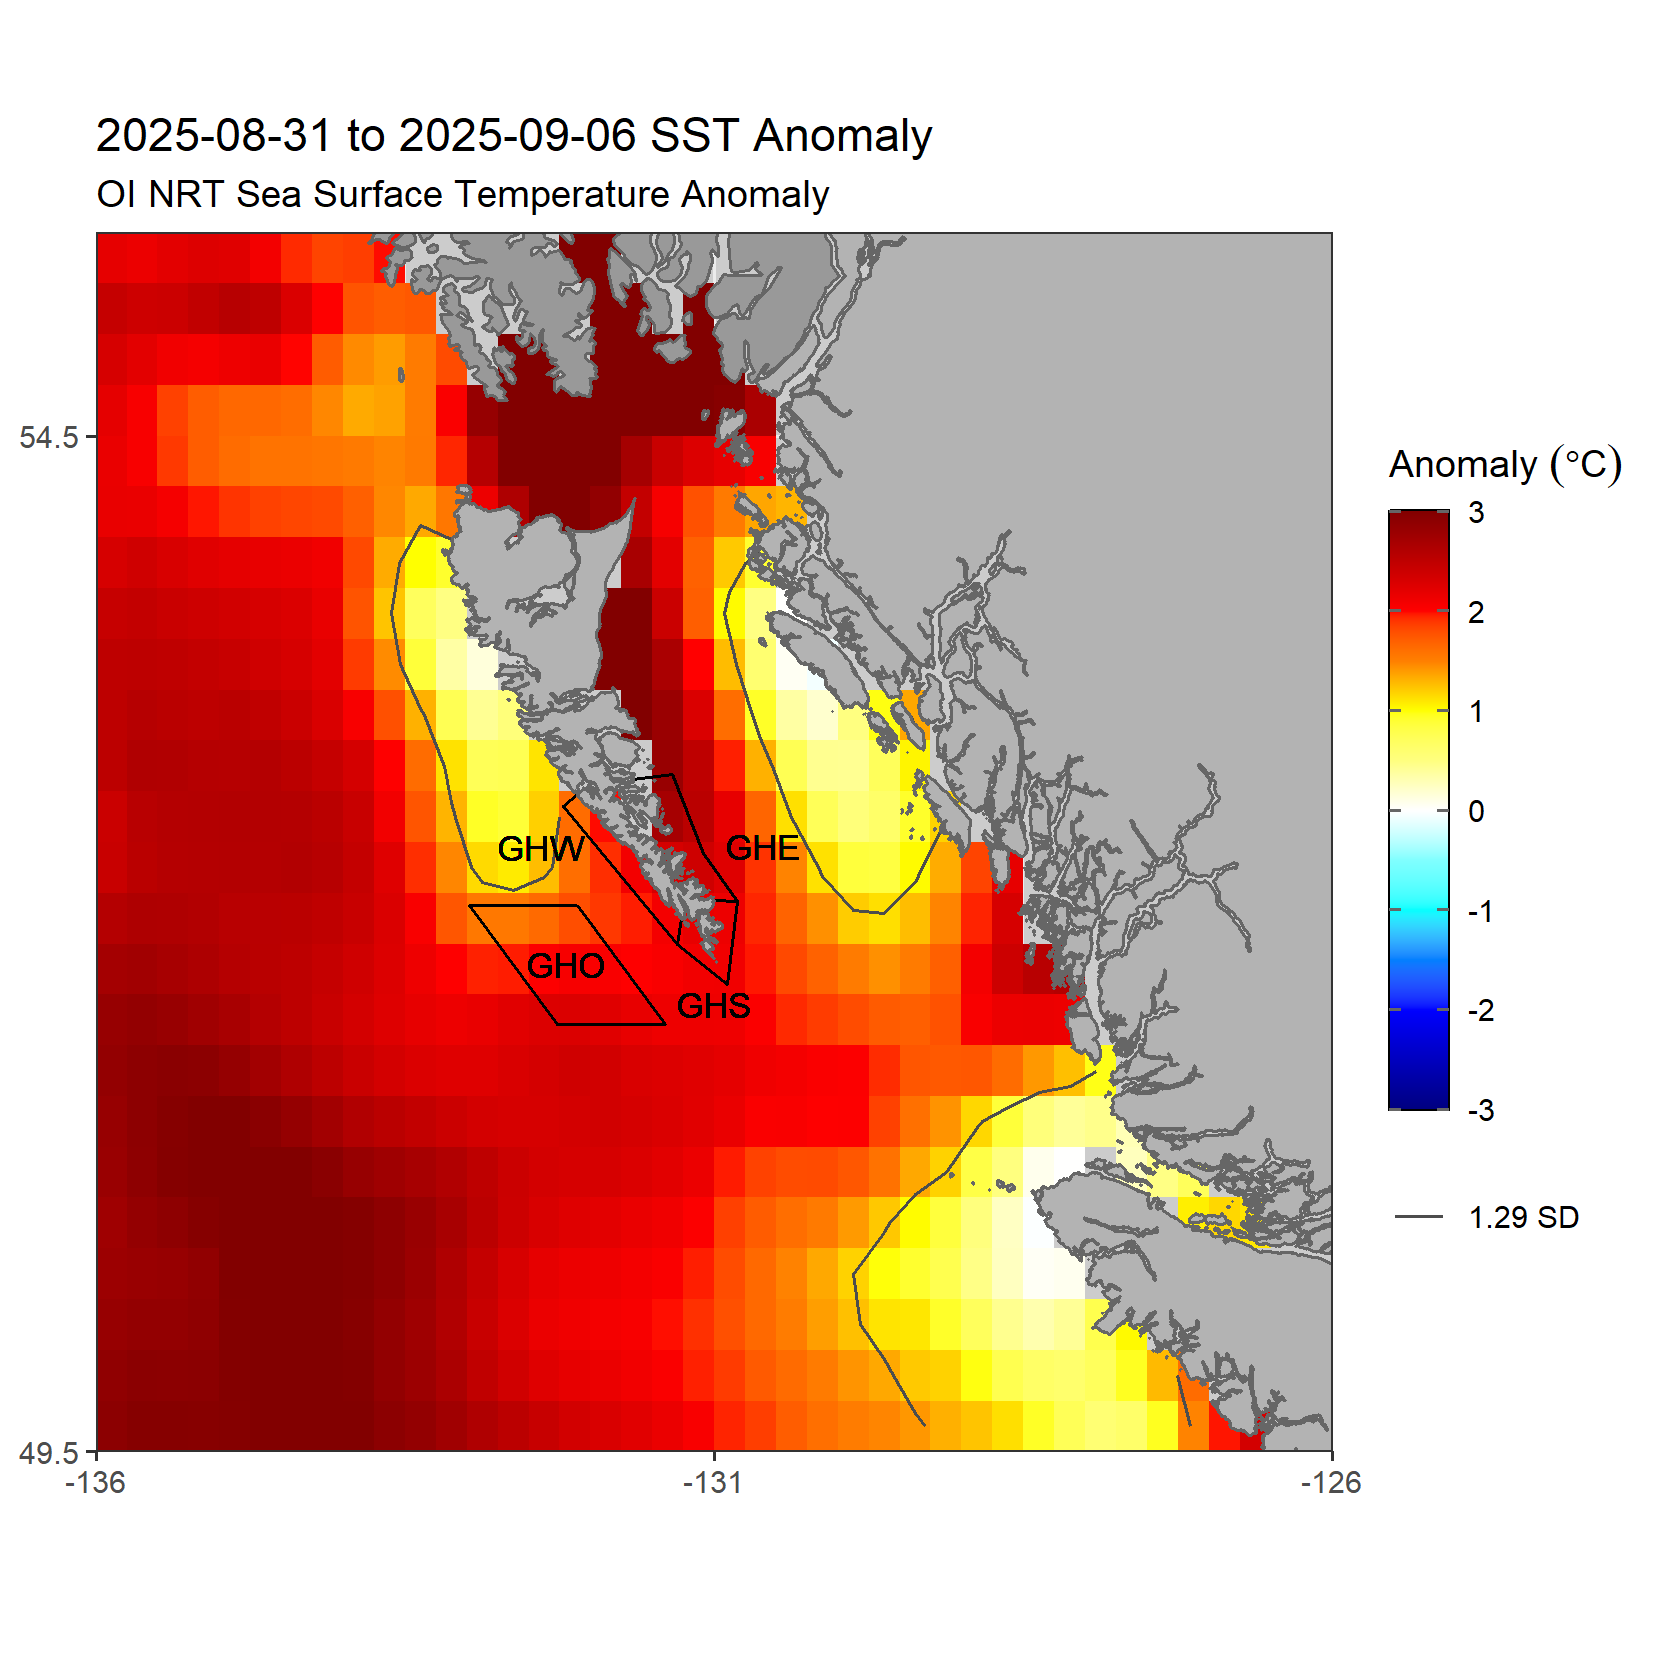 2025-08-31 to 2025-09-06 SST Anomaly
OI NRT Sea Surface Temperature Anomaly
54.5
49.5
-136
-131
-126
GHW
GHE
GHO
GHS
Anomaly (°C)
3
2
1
0
-1
-2
-3
1.29 SD